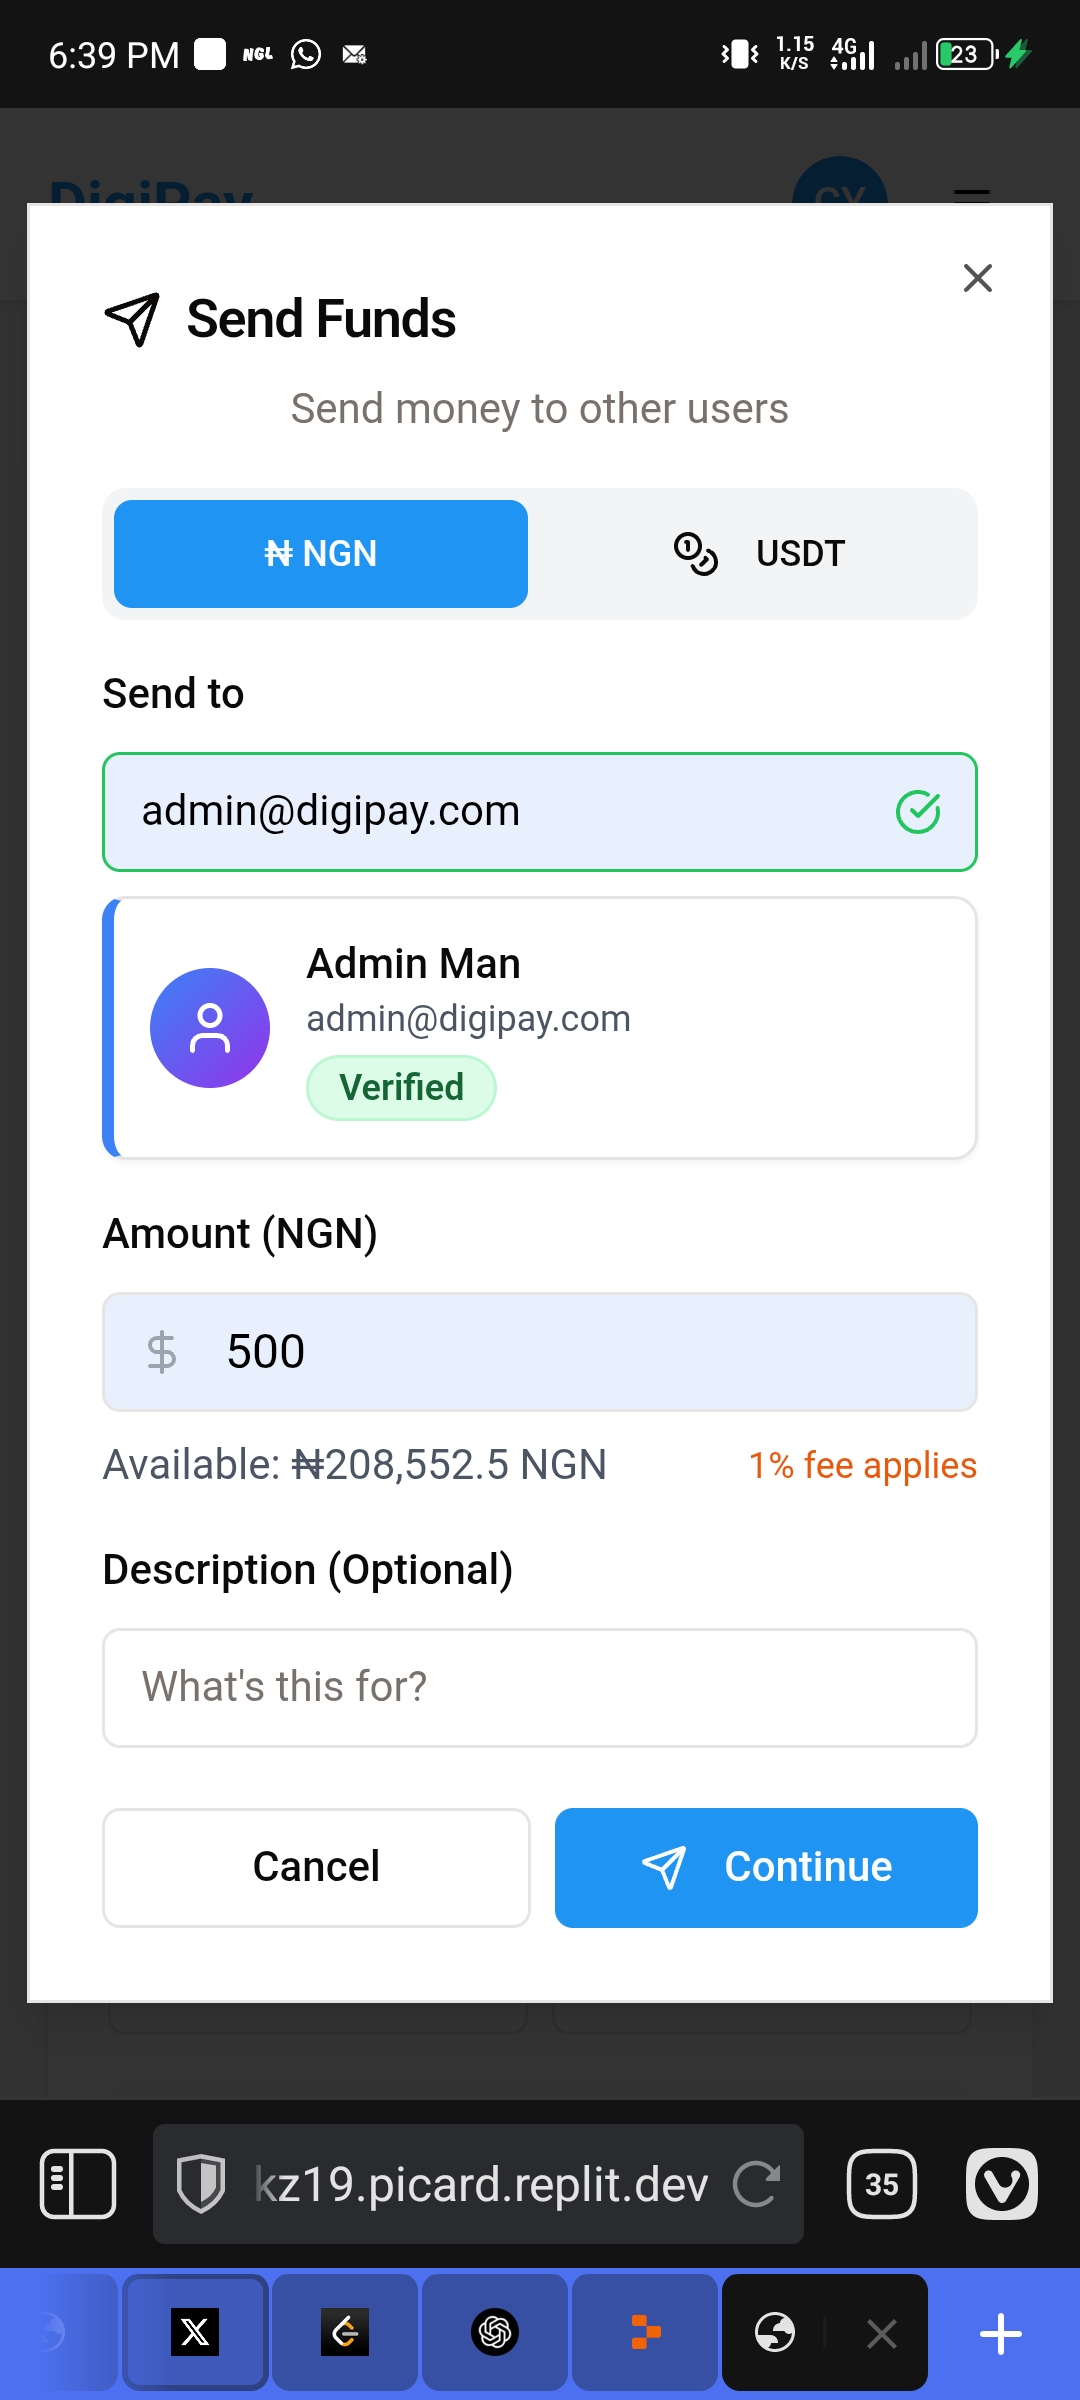 6:39 PM NGL 1.15 K/S 4G 23
DigiPay CY
Send Funds
Send money to other users
₦ NGN USDT
Send to
admin@digipay.com
Admin Man
admin@digipay.com
Verified
Amount (NGN)
$ 500
Available: ₦208,552.5 NGN 1% fee applies
Description (Optional)
What's this for?
Cancel Continue
kz19.picard.replit.dev 35